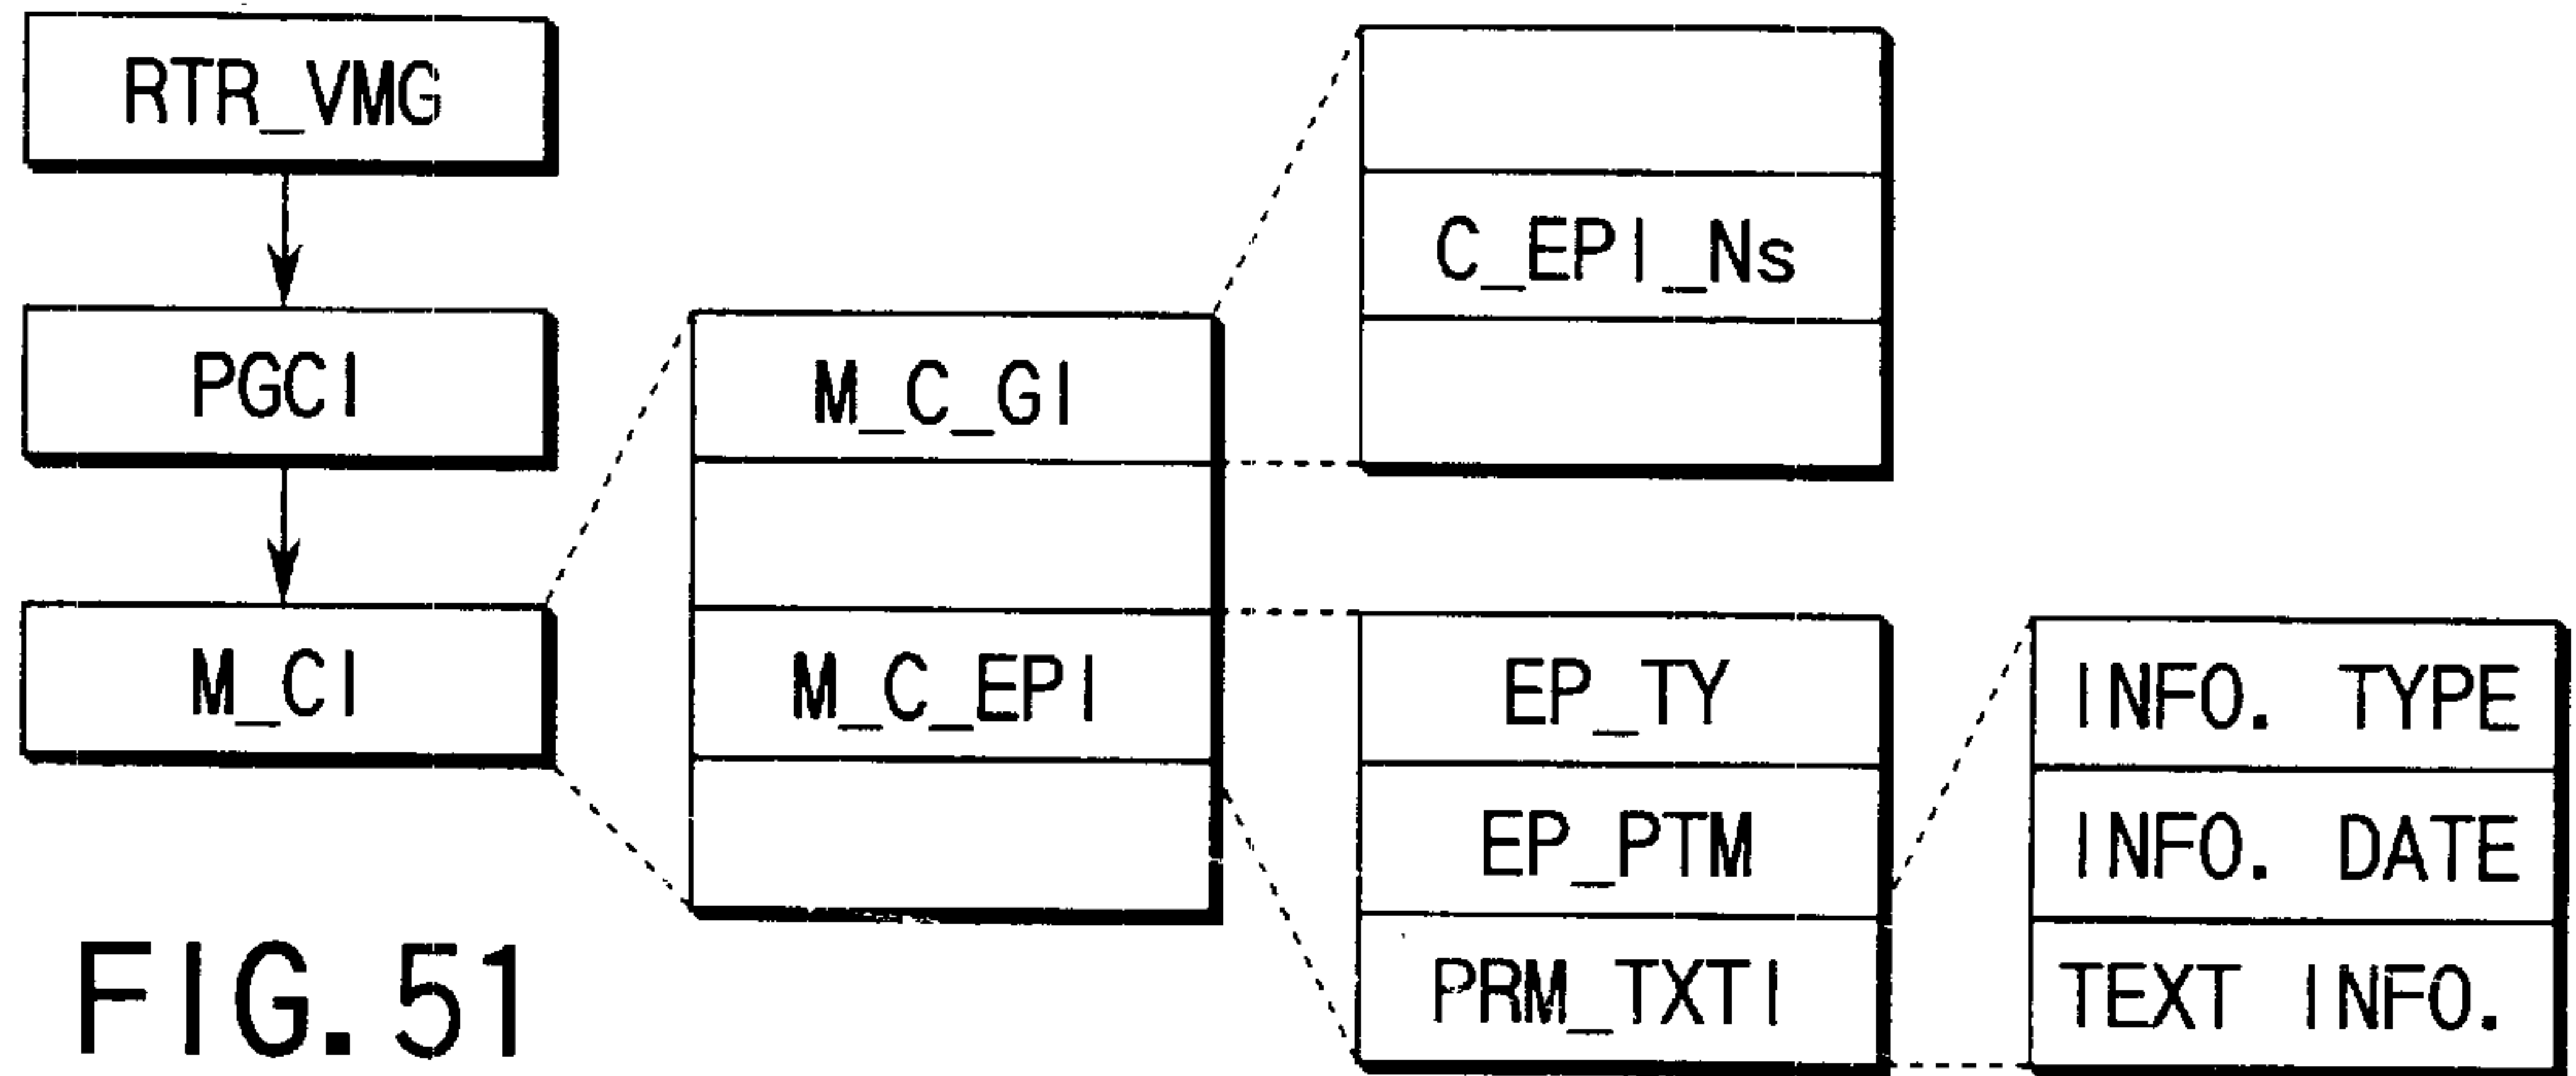 RTR_VMG
PGCI
M_CI
M_C_GI
M_C_EPI
C_EPI_Ns
EP_TY
EP_PTM
PRM_TXTI
INFO. TYPE
INFO. DATE
TEXT INFO.
FIG. 51